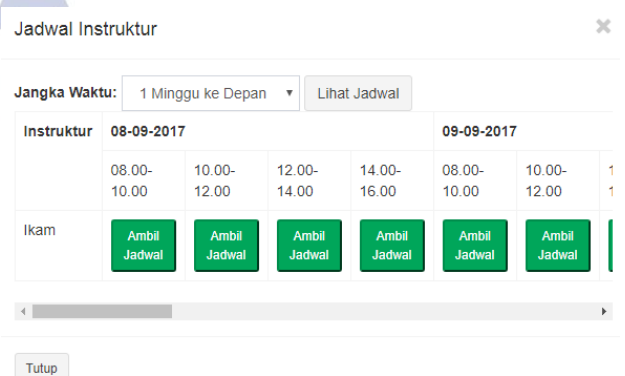 Jadwal Instruktur
Jangka Waktu: 1 Minggu ke Depan Lihat Jadwal
Instruktur 08-09-2017 09-09-2017
08.00- 10.00- 12.00- 14.00- 08.00- 10.00-
10.00 12.00 14.00 16.00 10.00 12.00
Ikam Ambil Ambil Ambil Ambil Ambil Ambil
Jadwal Jadwal Jadwal Jadwal Jadwal Jadwal
Tutup